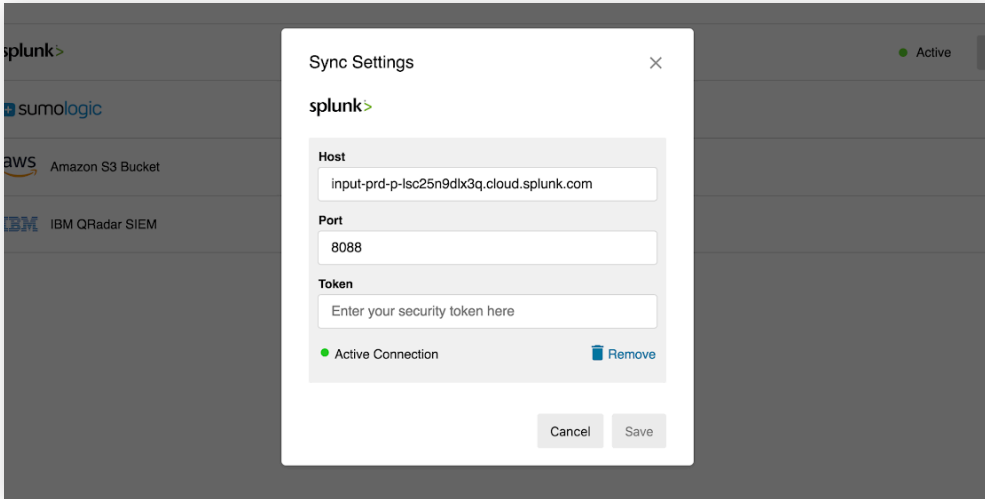 splunk>
Active
sumologic
aws Amazon S3 Bucket
IBM IBM QRadar SIEM
Sync Settings
splunk>
Host
input-prd-p-lsc25n9dlx3q.cloud.splunk.com
Port
8088
Token
Enter your security token here
Active Connection Remove
Cancel Save